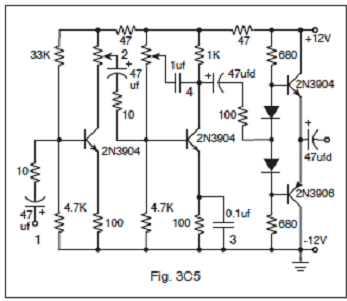 47
47
+12V
33K
2
47
uf
1uf
4
1K
47ufd
680
2N3904
10
100
+
2N3904
2N3904
47ufd
10
2N3906
47
uf
+
1
4.7K
100
4.7K
100
0.1uf
3
680
-12V
Fig. 3C5